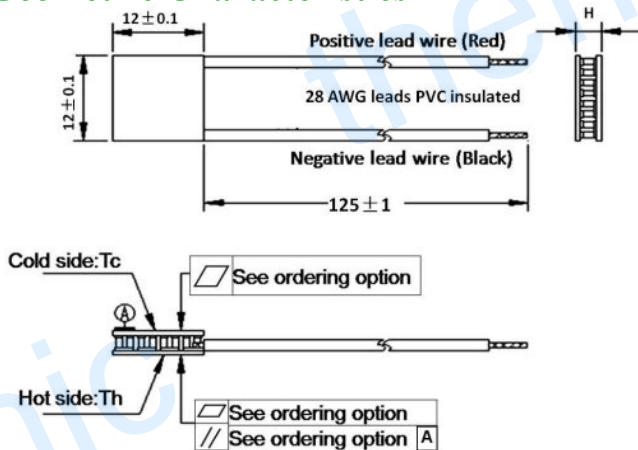 12±0.1
H
Positive lead wire (Red)
12±0.1
28 AWG leads PVC insulated
Negative lead wire (Black)
125±1
Cold side:Tc
See ordering option
A
Hot side:Th
See ordering option
// See ordering option A